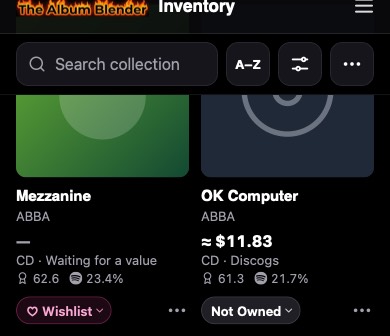 The Album Blender Inventory
Search collection A–Z
Mezzanine
ABBA
—
CD · Waiting for a value
62.6 23.4%
Wishlist
OK Computer
ABBA
≈ $11.83
CD · Discogs
61.3 21.7%
Not Owned